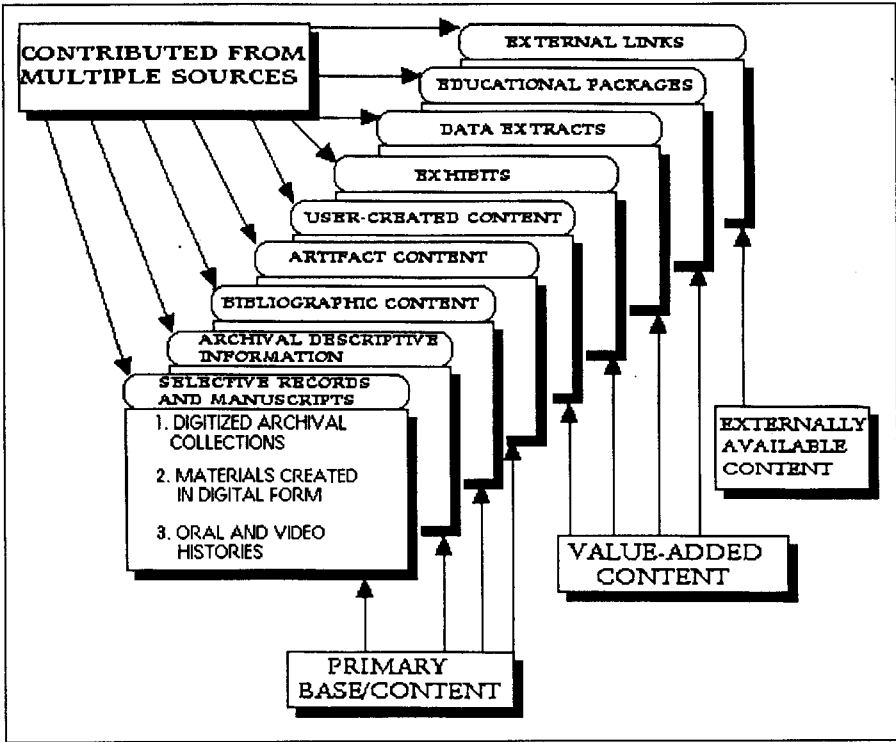 CONTRIBUTED FROM
MULTIPLE SOURCES
EXTERNAL LINKS
EDUCATIONAL PACKAGES
DATA EXTRACTS
EXHIBITS
USER-CREATED CONTENT
ARTIFACT CONTENT
BIBLIOGRAPHIC CONTENT
ARCHIVAL DESCRIPTIVE
INFORMATION
SELECTIVE RECORDS
AND MANUSCRIPTS
1. DIGITIZED ARCHIVAL
COLLECTIONS
2. MATERIALS CREATED
IN DIGITAL FORM
3. ORAL AND VIDEO
HISTORIES
EXTERNALLY
AVAILABLE
CONTENT
VALUE-ADDED
CONTENT
PRIMARY
BASE/CONTENT